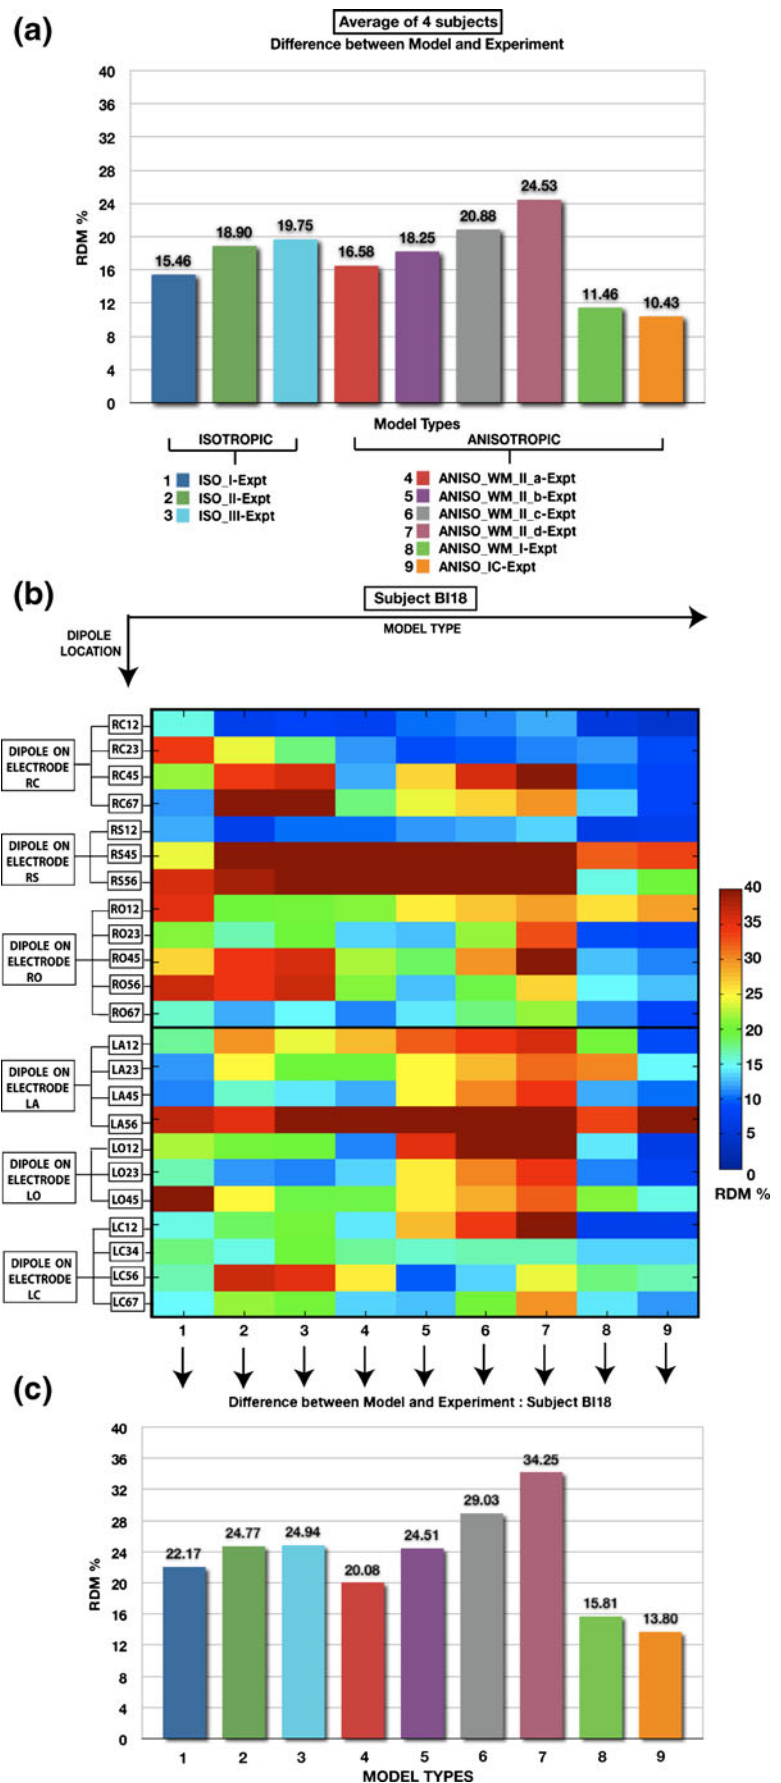 (a)
Average of 4 subjects
Difference between Model and Experiment
40
36
32
28
24
20
16
12
8
4
0
RDM %
15.46
18.90
19.75
16.58
18.25
20.88
24.53
11.46
10.43
Model Types
ISOTROPIC
ANISOTROPIC
1 ISO_I-Expt
2 ISO_II-Expt
3 ISO_III-Expt
4 ANISO_WM_II_a-Expt
5 ANISO_WM_II_b-Expt
6 ANISO_WM_II_c-Expt
7 ANISO_WM_II_d-Expt
8 ANISO_WM_I-Expt
9 ANISO_IC-Expt
(b)
Subject BI18
MODEL TYPE
DIPOLE
LOCATION
DIPOLE ON
ELECTRODE
RC
RC12
RC23
RC45
RC67
DIPOLE ON
ELECTRODE
RS
RS12
RS45
RS56
DIPOLE ON
ELECTRODE
RO
RO12
RO23
RO45
RO56
RO67
DIPOLE ON
ELECTRODE
LA
LA12
LA23
LA45
LA56
DIPOLE ON
ELECTRODE
LO
LO12
LO23
LO45
DIPOLE ON
ELECTRODE
LC
LC12
LC34
LC56
LC67
40
35
30
25
20
15
10
5
0
RDM %
1 2 3 4 5 6 7 8 9
(c)
Difference between Model and Experiment : Subject BI18
40
36
32
28
24
20
16
12
8
4
0
RDM %
22.17
24.77
24.94
20.08
24.51
29.03
34.25
15.81
13.80
1 2 3 4 5 6 7 8 9
MODEL TYPES